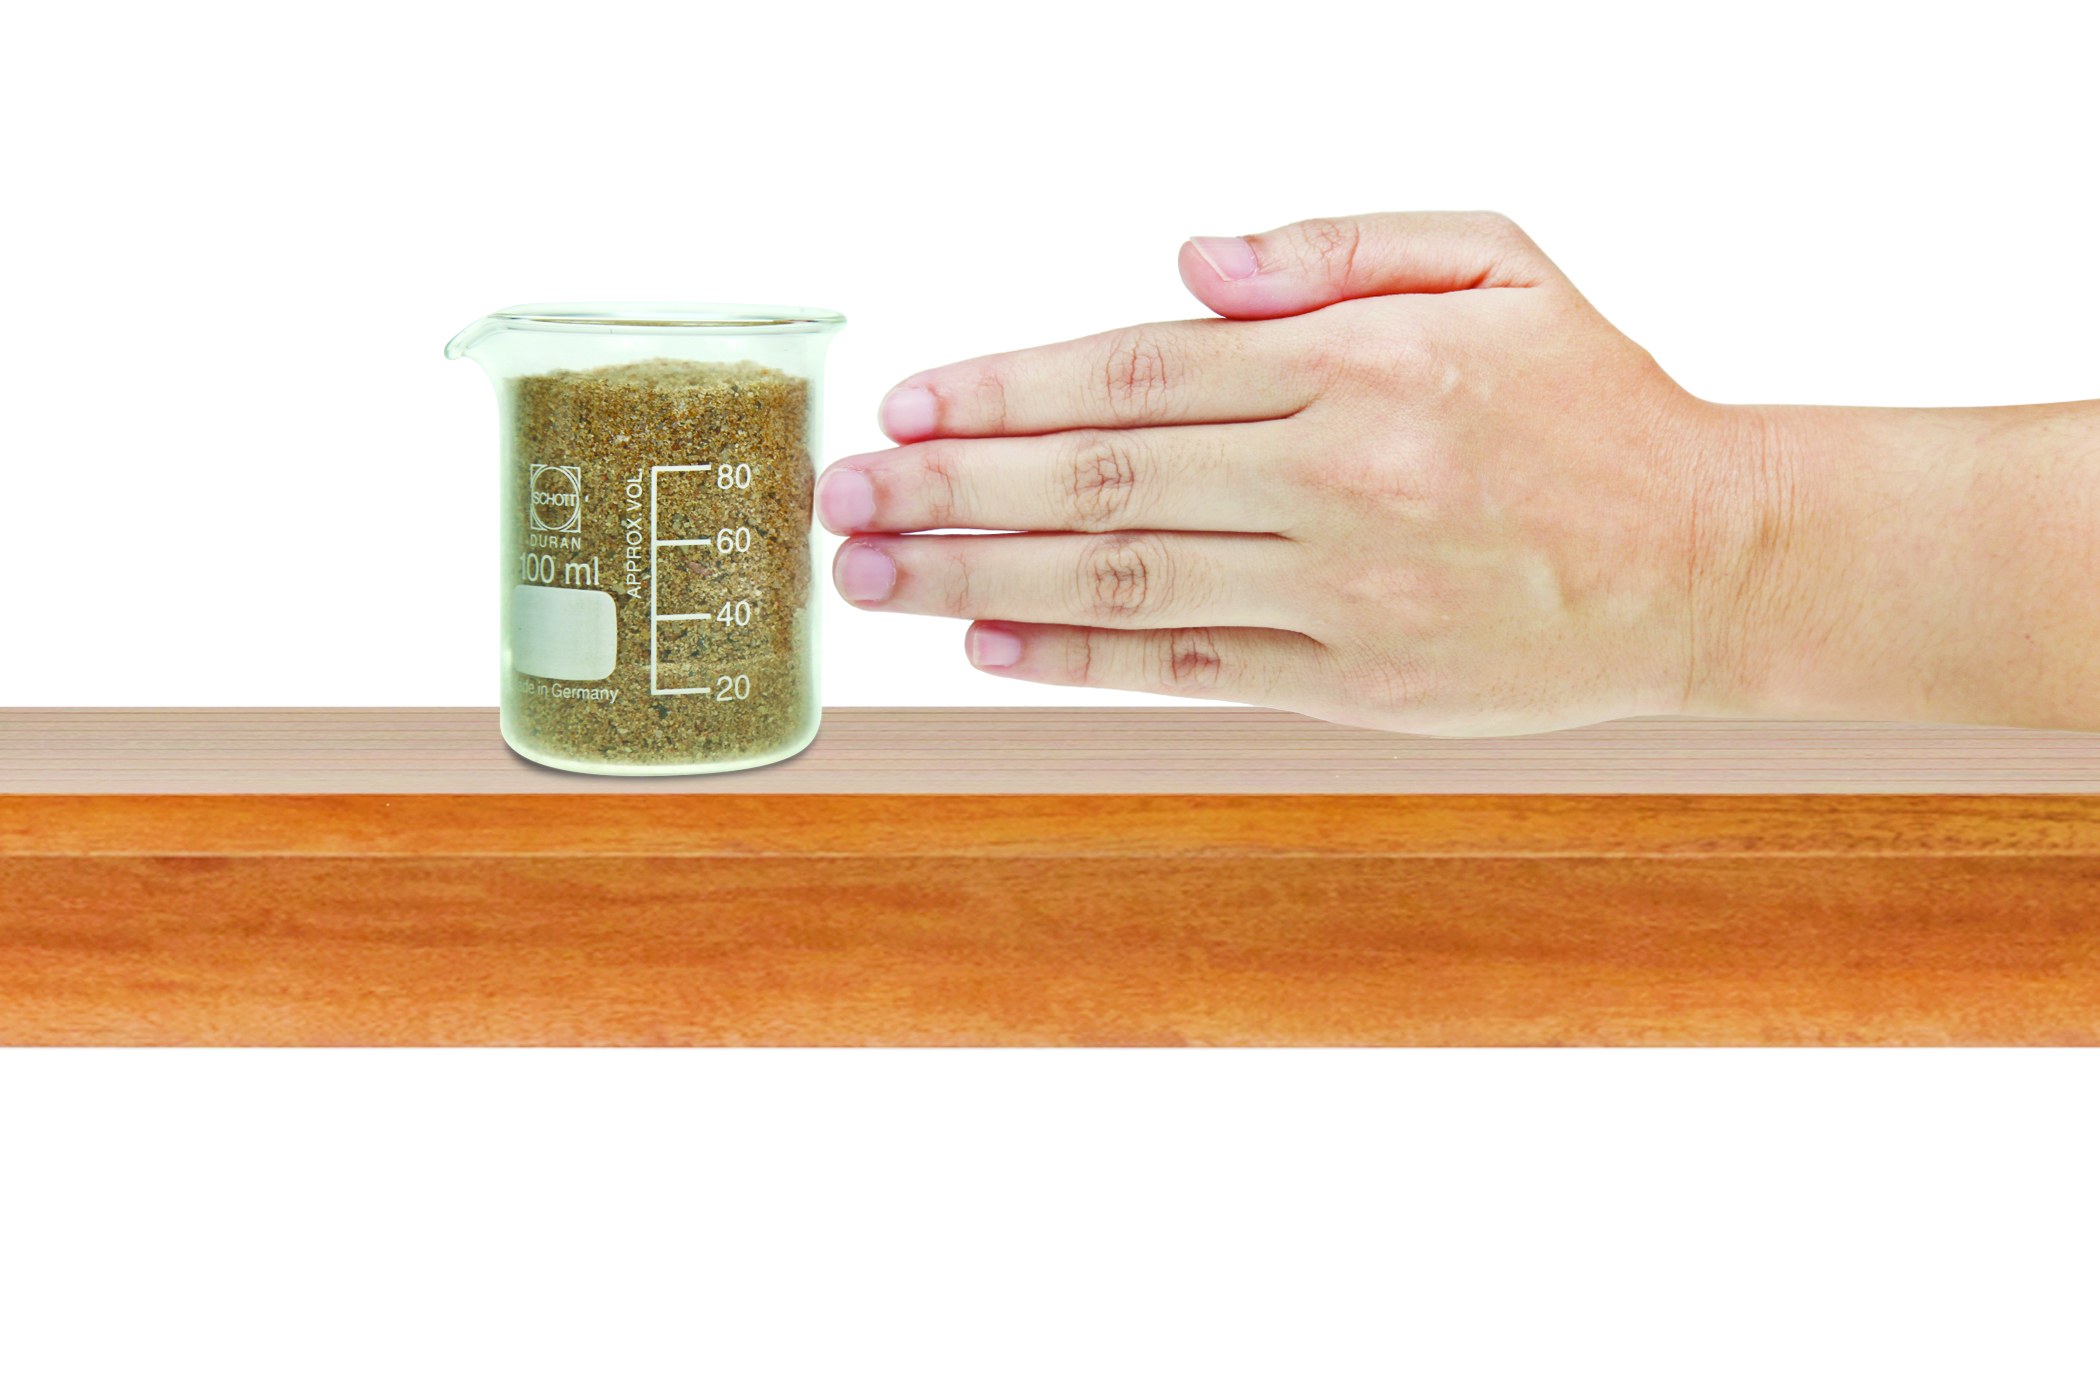 SCHOTT
DURAN
100 ml
APPROX.VOL.
80
60
40
20
in Germany